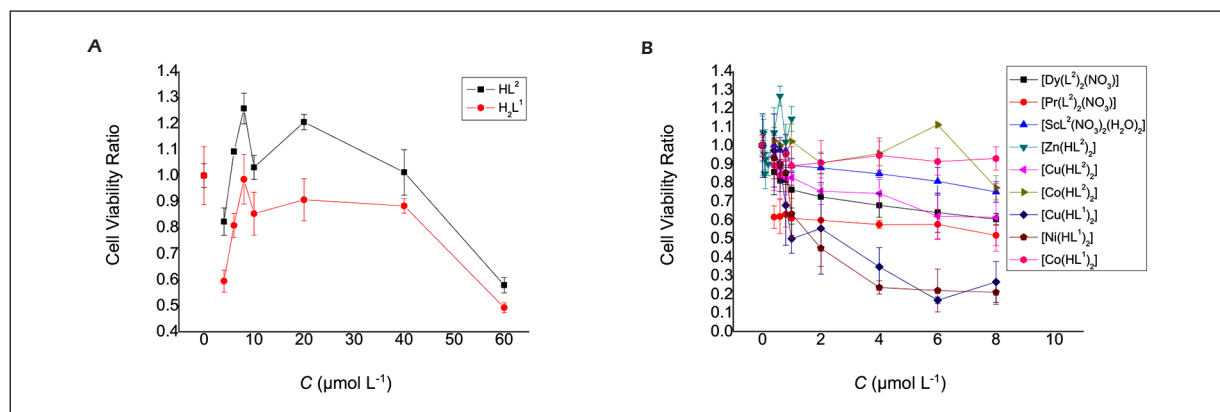 A
Cell Viability Ratio
1.4
1.3
1.2
1.1
1.0
0.9
0.8
0.7
0.6
0.5
0.4
0 10 20 30 40 50 60
C (μmol L⁻¹)
HL²
H₂L¹
B
Cell Viability Ratio
1.4
1.3
1.2
1.1
1.0
0.9
0.8
0.7
0.6
0.5
0.4
0.3
0.2
0.1
0.0
0 2 4 6 8 10
C (μmol L⁻¹)
[Dy(L²)₂(NO₃)]
[Pr(L²)₂(NO₃)]
[ScL²(NO₃)₂(H₂O)₂]
[Zn(HL²)₂]
[Cu(HL²)₂]
[Co(HL²)₂]
[Cu(HL¹)₂]
[Ni(HL¹)₂]
[Co(HL¹)₂]